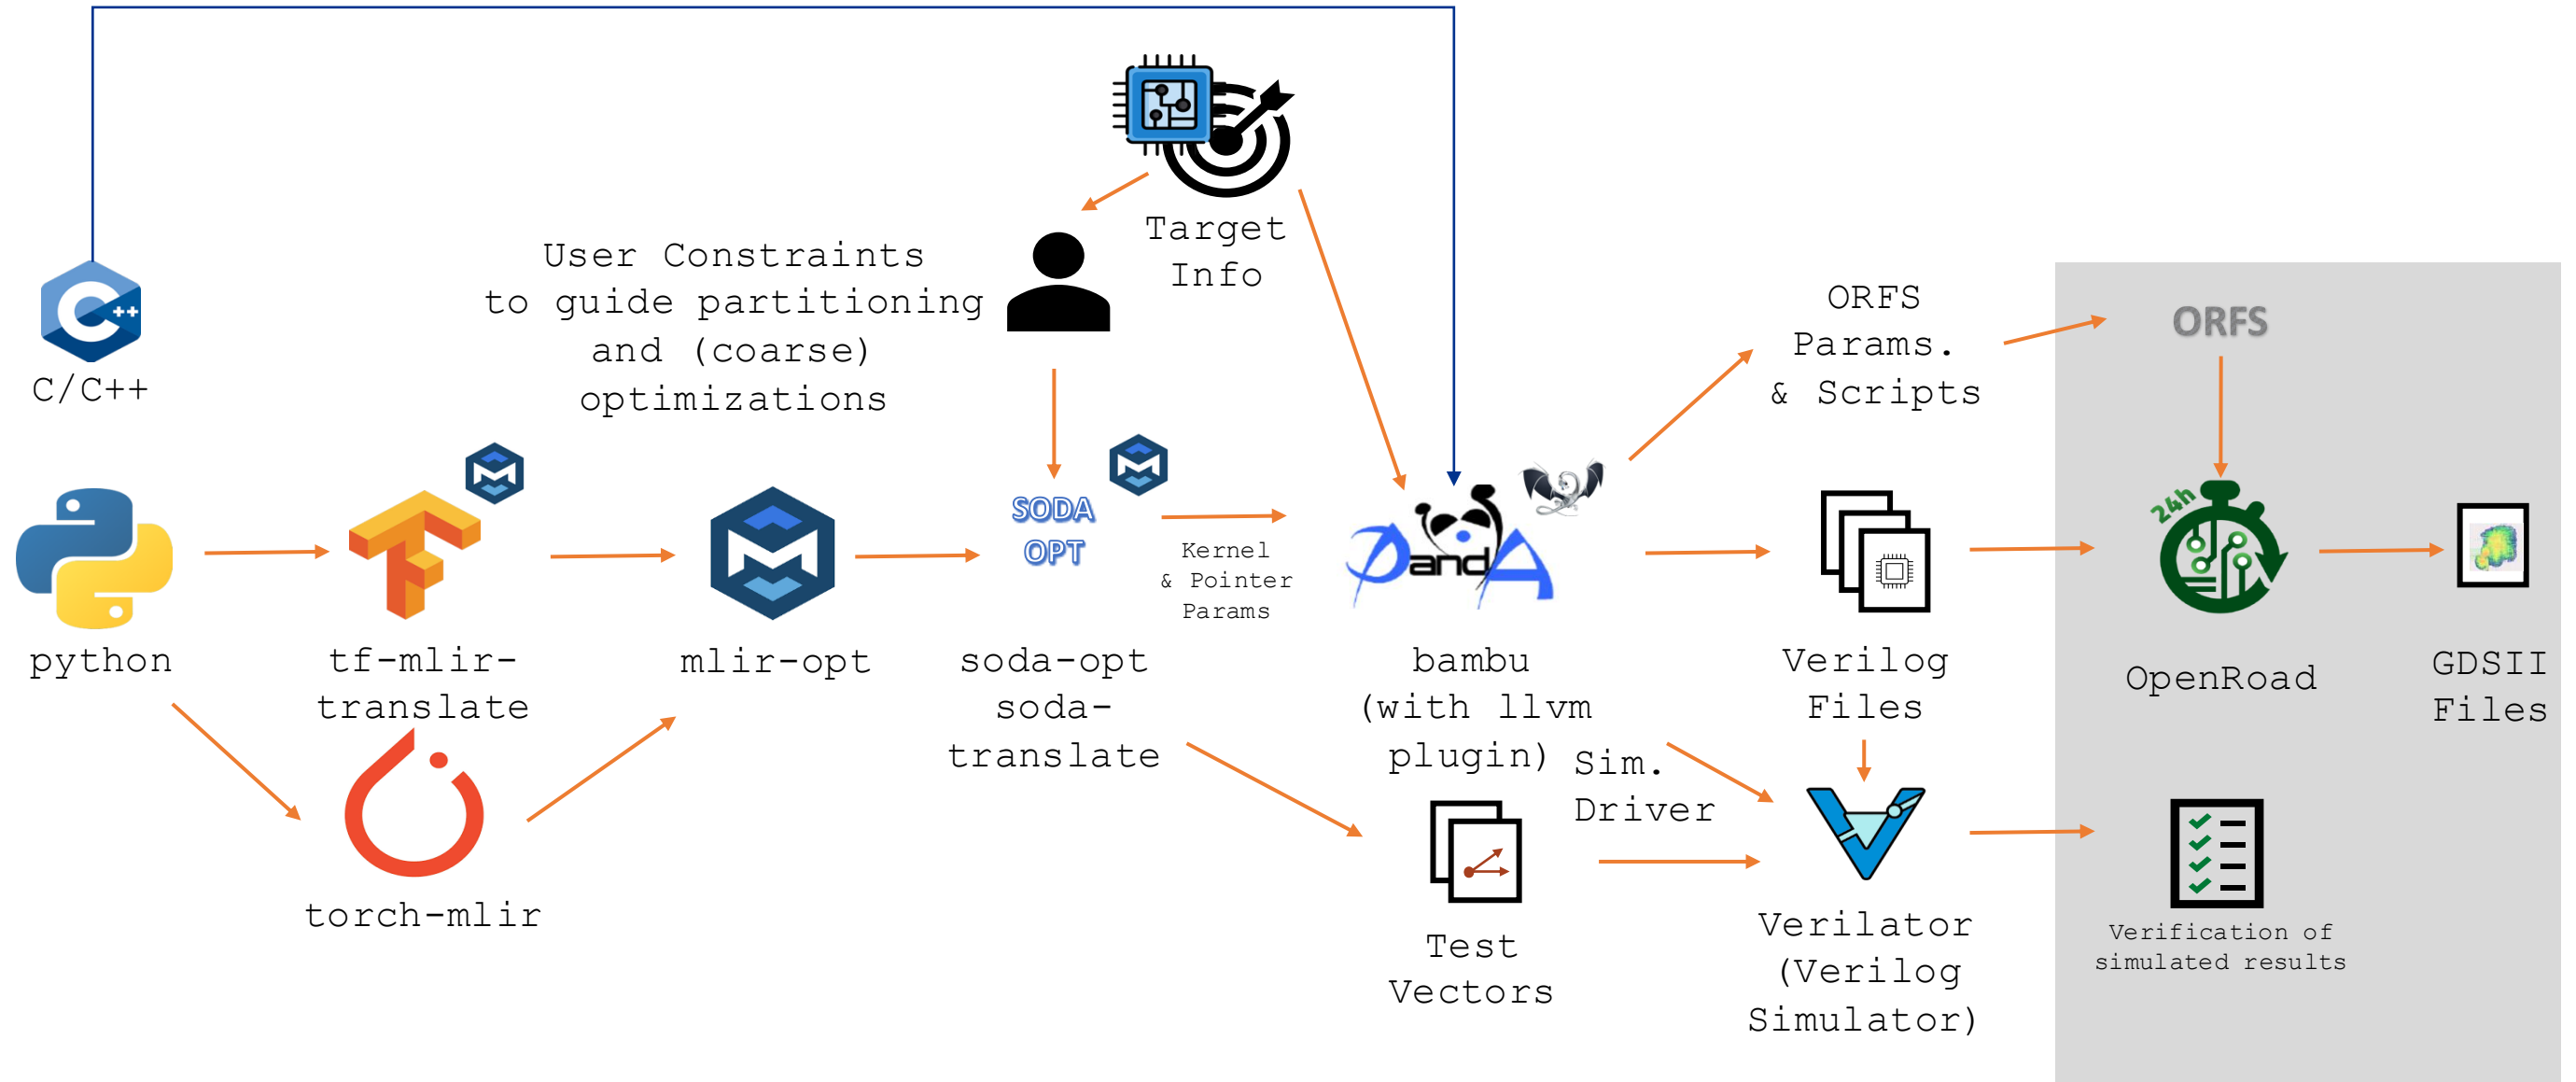 Target
Info
User Constraints
to guide partitioning
and (coarse)
optimizations
C
++
C/C++
ORFS
Params.
& Scripts
ORFS
SODA
OPT
Kernel
& Pointer
Params
PandA
24h
python
tf-mlir-
translate
mlir-opt
soda-opt
soda-
translate
bambu
(with llvm
plugin)
Sim.
Driver
Verilog
Files
OpenRoad
GDSII
Files
torch-mlir
Test
Vectors
Verilator
(Verilog
Simulator)
Verification of
simulated results